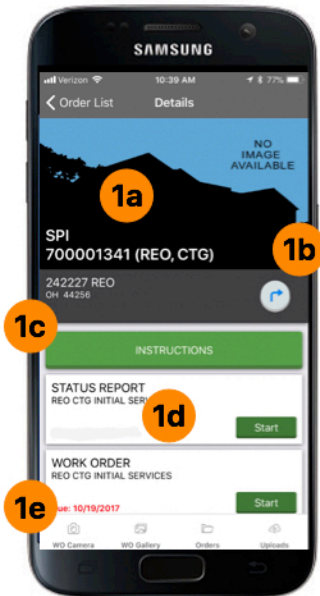 SAMSUNG
Verizon 10:39 AM 77%
Order List Details
NO
IMAGE
AVAILABLE
1a
SPI
700001341 (REO, CTG)
1b
242227 REO
OH 44256
1c
INSTRUCTIONS
STATUS REPORT
REO CTG INITIAL
1d
Start
WORK ORDER
REO CTG INITIAL SERVICES
1e
10/19/2017
Start
WO Camera WO Gallery Orders Uploads